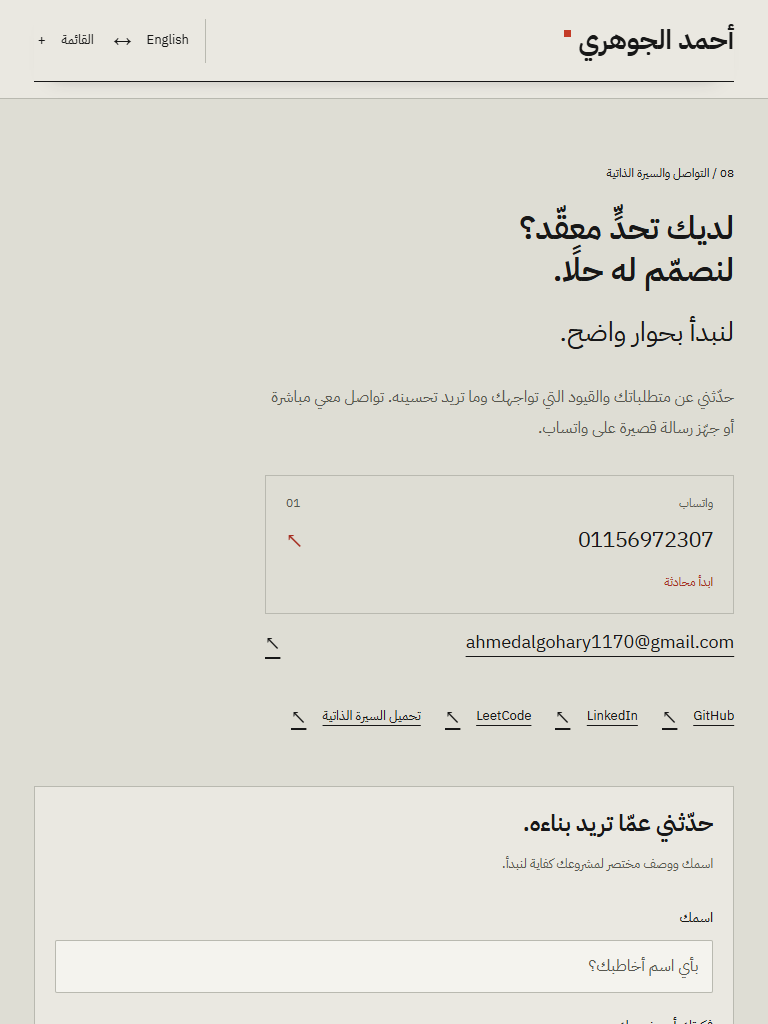 أحمد الجوهري
English ↔ القائمة +
08 / التواصل والسيرة الذاتية
لديك تحدٍّ معقّد؟
لنصمّم له حلًا.
لنبدأ بحوار واضح.
حدّثني عن متطلباتك والقيود التي تواجهك وما تريد تحسينه. تواصل معي مباشرة
أو جهّز رسالة قصيرة على واتساب.
واتساب 01
01156972307 ↖
ابدأ محادثة
ahmedalgohary1170@gmail.com ↖
GitHub ↖ LinkedIn ↖ LeetCode ↖ تحميل السيرة الذاتية ↖
حدّثني عمّا تريد بناءه.
اسمك ووصف مختصر لمشروعك كفاية لنبدأ.
اسمك
بأي اسم أخاطبك؟